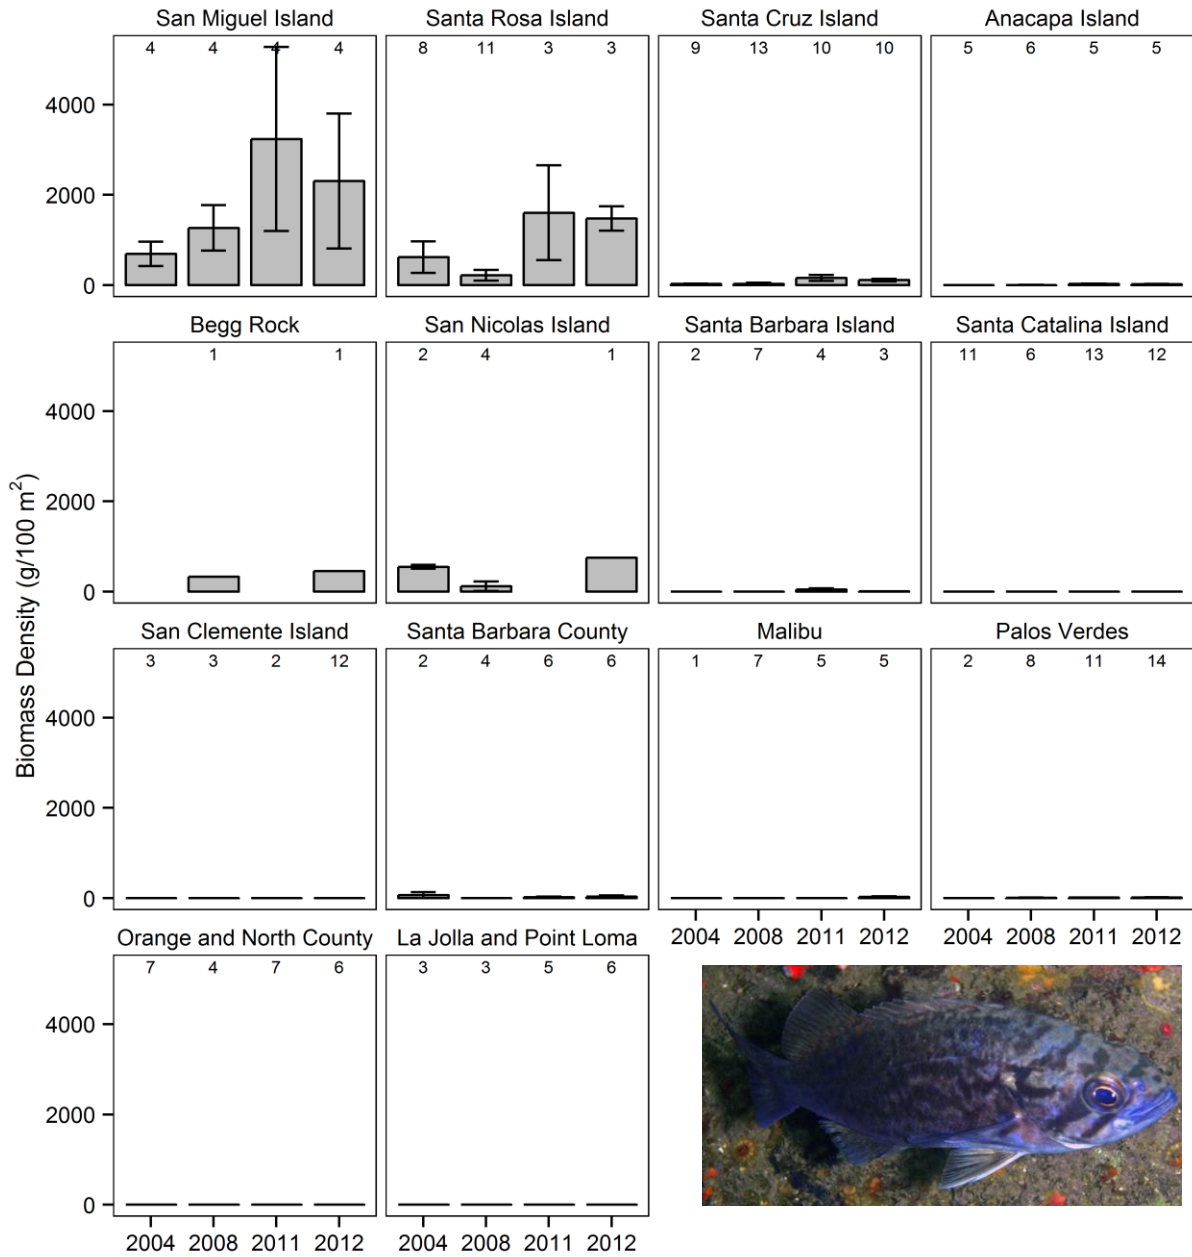 San Miguel Island Santa Rosa Island Santa Cruz Island Anacapa Island
4 4 4 4 8 11 3 3 9 13 10 10 5 6 5 5
4000
2000
0
Begg Rock San Nicolas Island Santa Barbara Island Santa Catalina Island
1 1 2 4 1 2 7 4 3 11 6 13 12
4000
2000
0
Biomass Density (g/100 m²)
San Clemente Island Santa Barbara County Malibu Palos Verdes
3 3 2 12 2 4 6 6 1 7 5 5 2 8 11 14
4000
2000
0
2004 2008 2011 2012 2004 2008 2011 2012
Orange and North County La Jolla and Point Loma
7 4 7 6 3 3 5 6
4000
2000
0
2004 2008 2011 2012 2004 2008 2011 2012